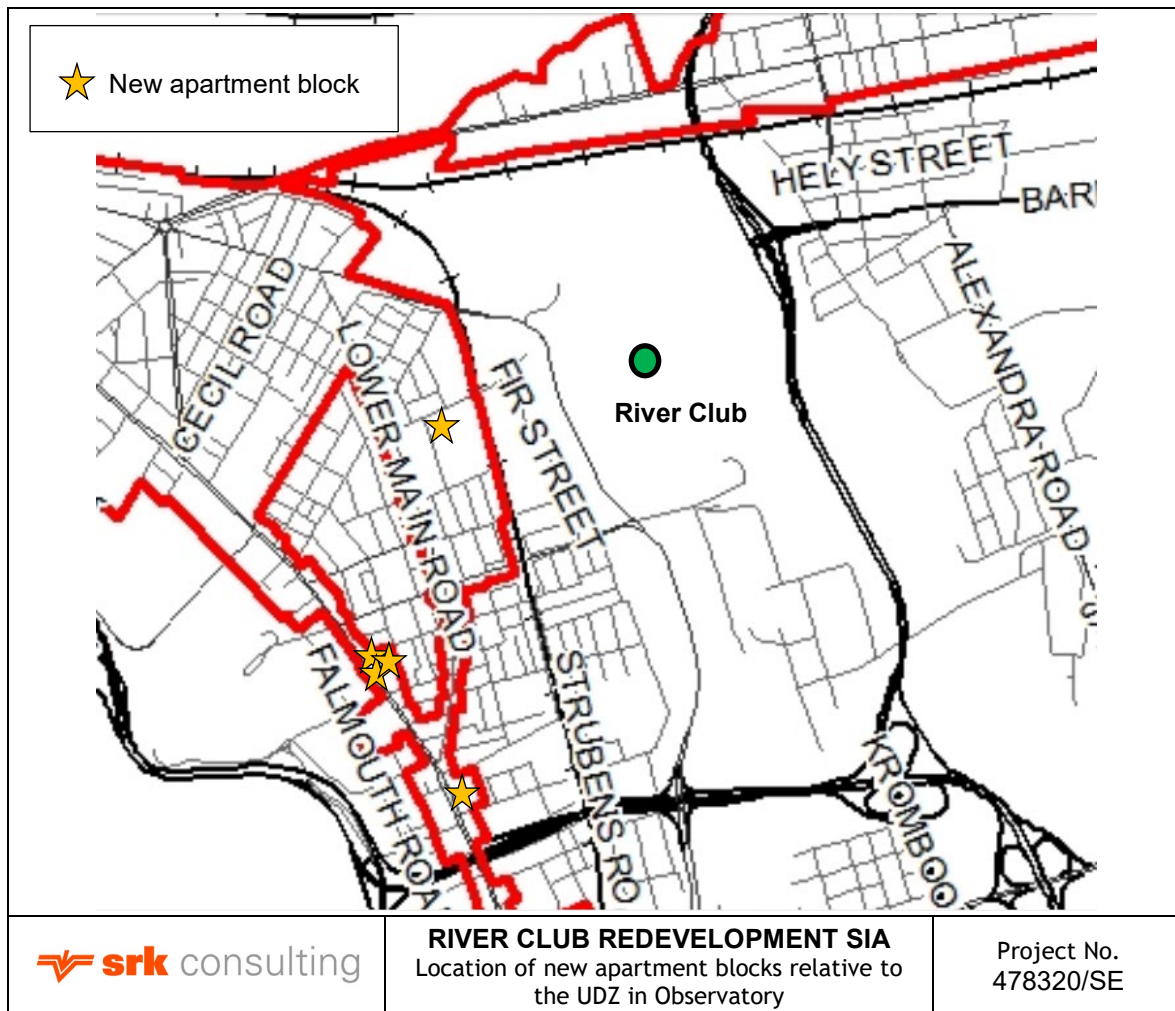 New apartment block
HELY STREET
BARI
CECIL ROAD
LOWER MAIN ROAD
FIR STREET
ALEXANDRA ROAD
River Club
FALMOUTH ROA
STRUBENS RO
KROMBOO
srk consulting
RIVER CLUB REDEVELOPMENT SIA
Location of new apartment blocks relative to
the UDZ in Observatory
Project No.
478320/SE